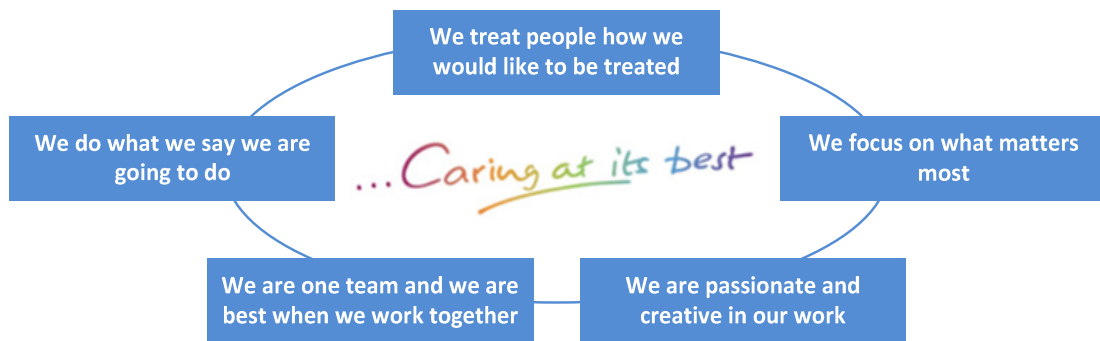 We treat people how we
would like to be treated
We do what we say we are
going to do
...Caring at its best
We focus on what matters
most
We are one team and we are
best when we work together
We are passionate and
creative in our work